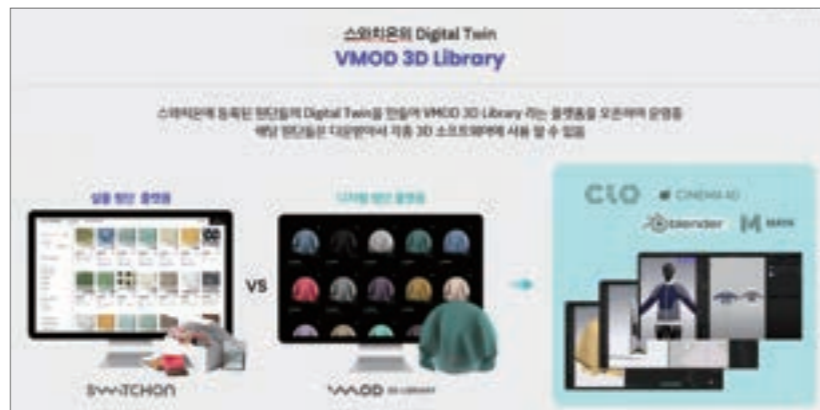 스와치온의 Digital Twin
VMOD 3D Library
스와치온에 등록된 원단들의 Digital Twin을 만들어 VMOD 3D Library 라는 플랫폼을 오픈하여 운영중
해당 원단들은 다운받아서 각종 3D 소프트웨어에 사용 할 수 있음
실물 원단 플랫폼
디지털 원단 플랫폼
CLO
CINEMA 4D
blender
MAYA
VS
SWATCHON
VMOD 3D LIBRARY